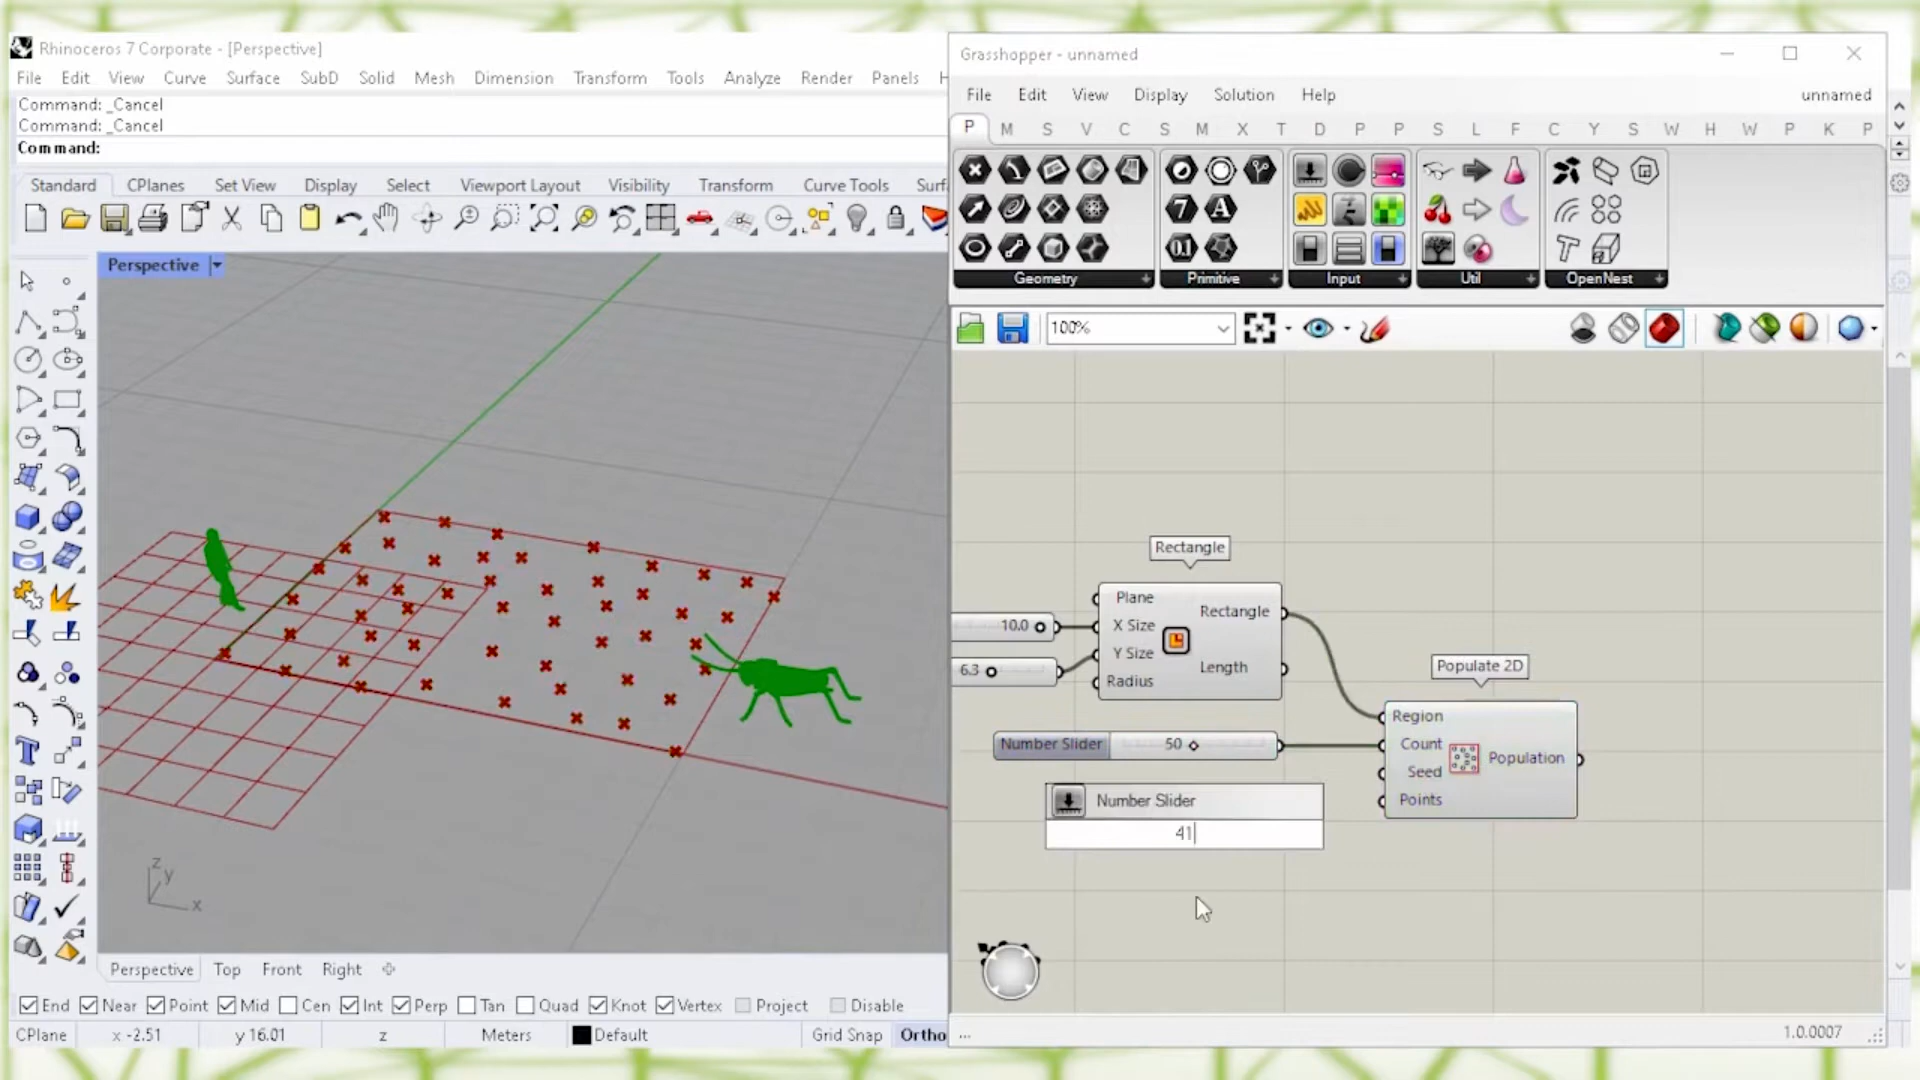 Rhinoceros 7 Corporate - [Perspective]
File Edit View Curve Surface SubD Solid Mesh Dimension Transform Tools Analyze Render Panels H
Command: _Cancel
Command: _Cancel
Command:
Standard CPlanes Set View Display Select Viewport Layout Visibility Transform Curve Tools Surf
Perspective
z
y
x
Perspective Top Front Right
End Near Point Mid Cen Int Perp Tan Quad Knot Vertex Project Disable
CPlane x -2.51 y 16.01 z Meters Default Grid Snap Ortho
Grasshopper - unnamed
File Edit View Display Solution Help unnamed
P M S V C S M X T D P P S L F C Y S W H W P K P
Geometry Primitive Input Util OpenNest
100%
Rectangle
Plane
X Size
Y Size
Radius
Rectangle
Length
10.0
6.3
Populate 2D
Region
Count
Seed
Points
Population
Number Slider 50
Number Slider
41
... 1.0.0007